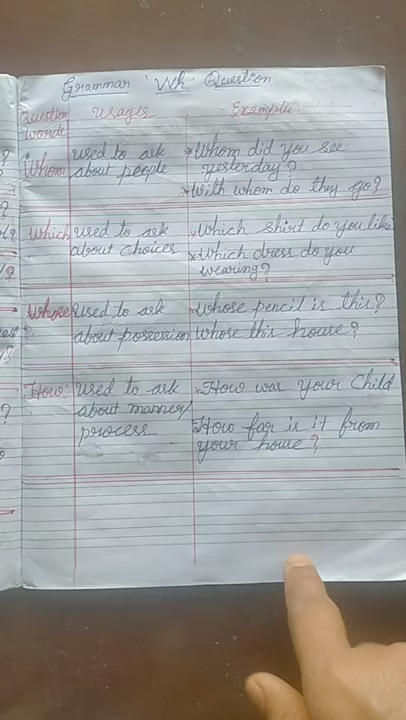 Grammar 'Wh' Question
Question words
Usages
Example
Whom
used to ask
about people
Whom did you see
yesterday?
With whom do they go?
Which
used to ask
about choices
Which shirt do you like
Which dress do you
wearing?
Whose
used to ask
about possession
Whose pencil is this?
Whose this house?
How:
used to ask
about manner/
process
How was your child
How far is it from
your house?